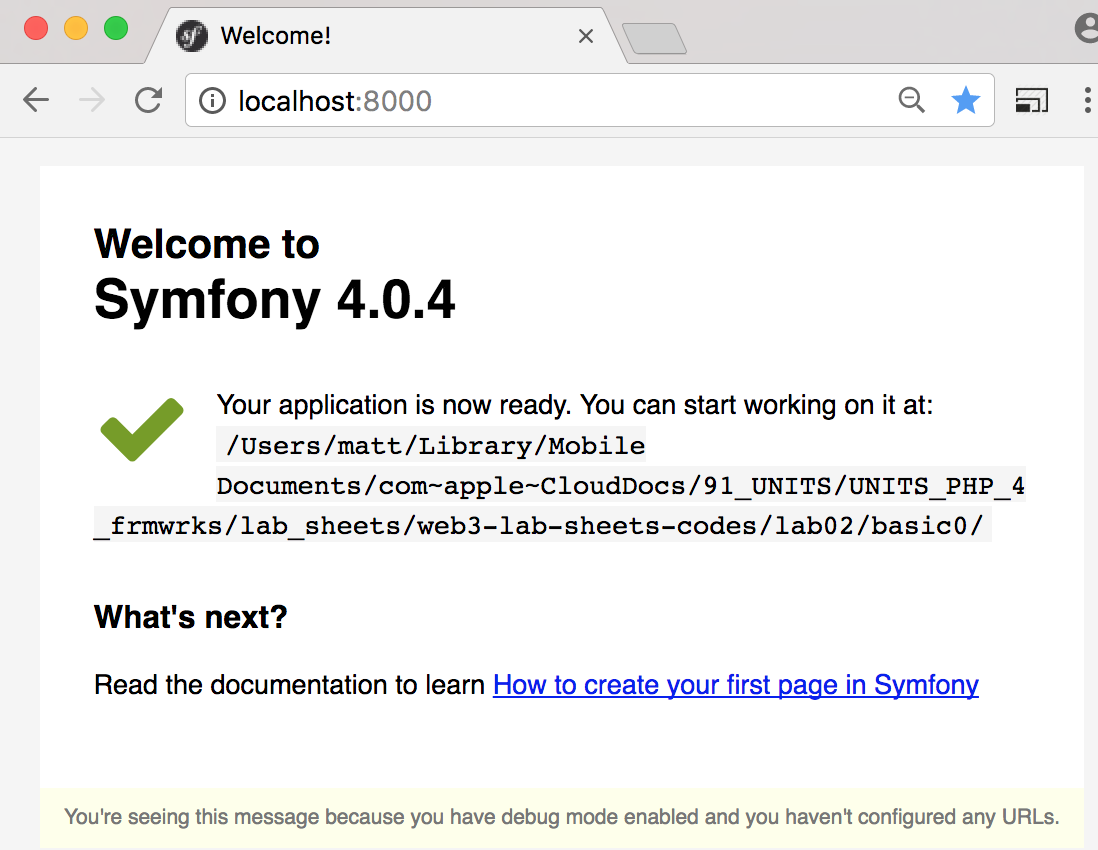 Welcome!
localhost:8000
Welcome to
Symfony 4.0.4
Your application is now ready. You can start working on it at:
/Users/matt/Library/Mobile
Documents/com~apple~CloudDocs/91_UNITS/UNITS_PHP_4
_frmwrks/lab_sheets/web3-lab-sheets-codes/lab02/basic0/
What's next?
Read the documentation to learn How to create your first page in Symfony
You're seeing this message because you have debug mode enabled and you haven't configured any URLs.